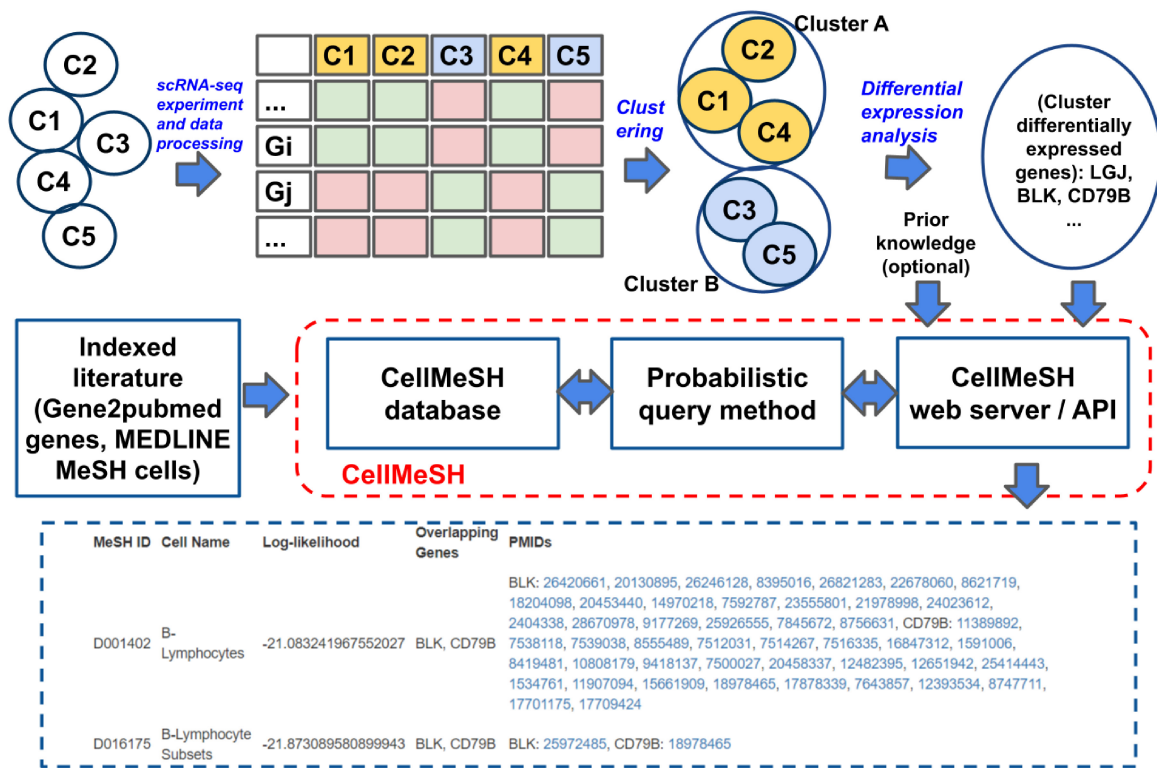 C2
C1
C3
C4
C5
scRNA-seq
experiment
and data
processing
C1 C2 C3 C4 C5
...
Gi
Gj
...
Clust
ering
Cluster A
C2
C1
C4
C3
C5
Cluster B
Differential
expression
analysis
(Cluster
differentially
expressed
genes): LGJ,
BLK, CD79B
...
Prior
knowledge
(optional)
Indexed
literature
(Gene2pubmed
genes, MEDLINE
MeSH cells)
CellMeSH
database
Probabilistic
query method
CellMeSH
web server / API
CellMeSH
MeSH ID Cell Name Log-likelihood Overlapping
Genes PMIDs
D001402 B-
Lymphocytes -21.083241967552027 BLK, CD79B
BLK: 26420661, 20130895, 26246128, 8395016, 26821283, 22678060, 8621719,
18204098, 20453440, 14970218, 7592787, 23555801, 21978998, 24023612,
2404338, 28670978, 9177269, 25926555, 7845672, 8756631, CD79B: 11389892,
7538118, 7539038, 8555489, 7512031, 7514267, 7516335, 16847312, 1591006,
8419481, 10808179, 9418137, 7500027, 20458337, 12482395, 12651942, 25414443,
1534761, 11907094, 15661909, 18978465, 17878339, 7643857, 12393534, 8747711,
17701175, 17709424
D016175 B-Lymphocyte
Subsets -21.873089580899943 BLK, CD79B BLK: 25972485, CD79B: 18978465